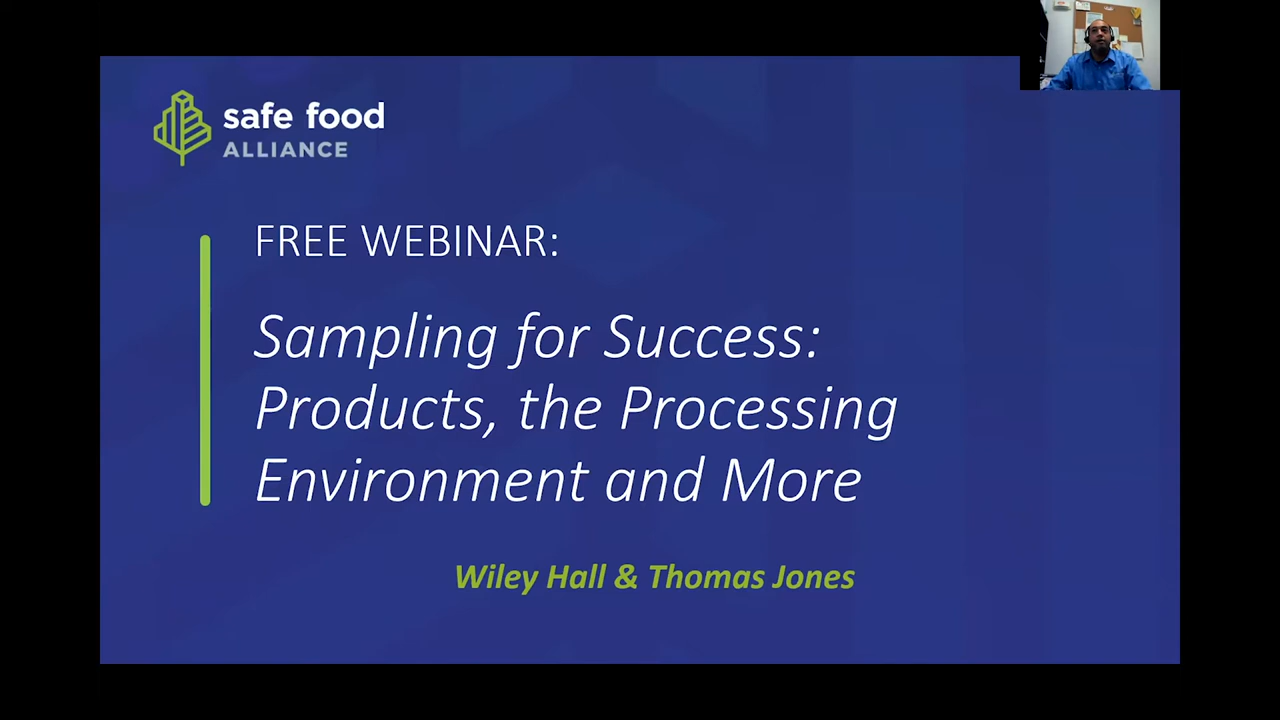 safe food
ALLIANCE
FREE WEBINAR:
Sampling for Success:
Products, the Processing
Environment and More
Wiley Hall & Thomas Jones